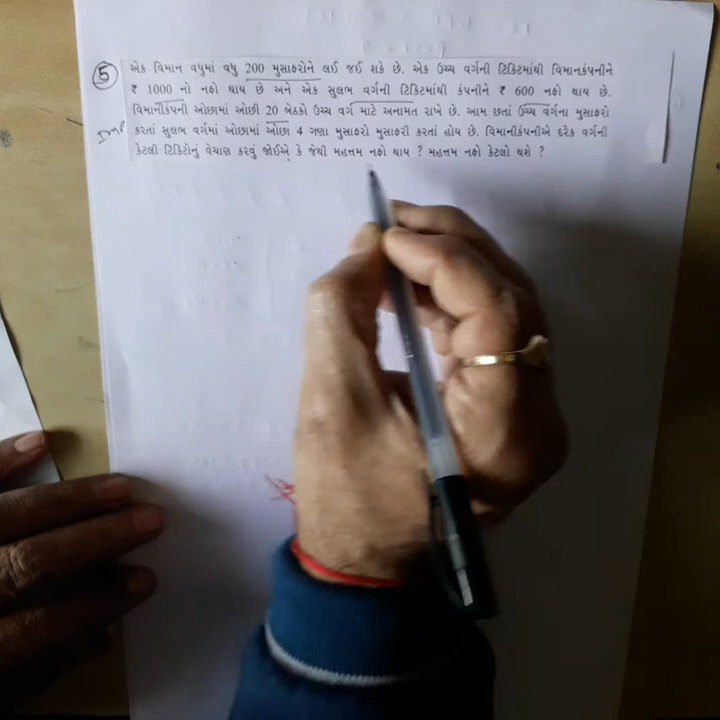 5 એક વિમાન વધુમાં વધુ 200 મુસાફરોને લઈ જઈ શકે છે. એક ઉચ્ચ વર્ગની ટિકિટમાંથી વિમાનકંપનીને
₹ 1000 નો નફો થાય છે અને એક સુલભ વર્ગની ટિકિટમાંથી કંપનીને ₹ 600 નફો થાય છે.
વિમાનીકંપની ઓછામાં ઓછી 20 બેઠકો ઉચ્ચ વર્ગ માટે અનામત રાખે છે. આમ છતાં ઉચ્ચ વર્ગના મુસાફરો
Imp કરતાં સુલભ વર્ગમાં ઓછામાં ઓછા 4 ગણા મુસાફરો મુસાફરી કરતાં હોય છે. વિમાનીકંપનીએ દરેક વર્ગની
કેટલી ટિકિટોનું વેચાણ કરવું જોઈએ કે જેથી મહત્તમ નફો થાય ? મહત્તમ નફો કેટલો થશે ?